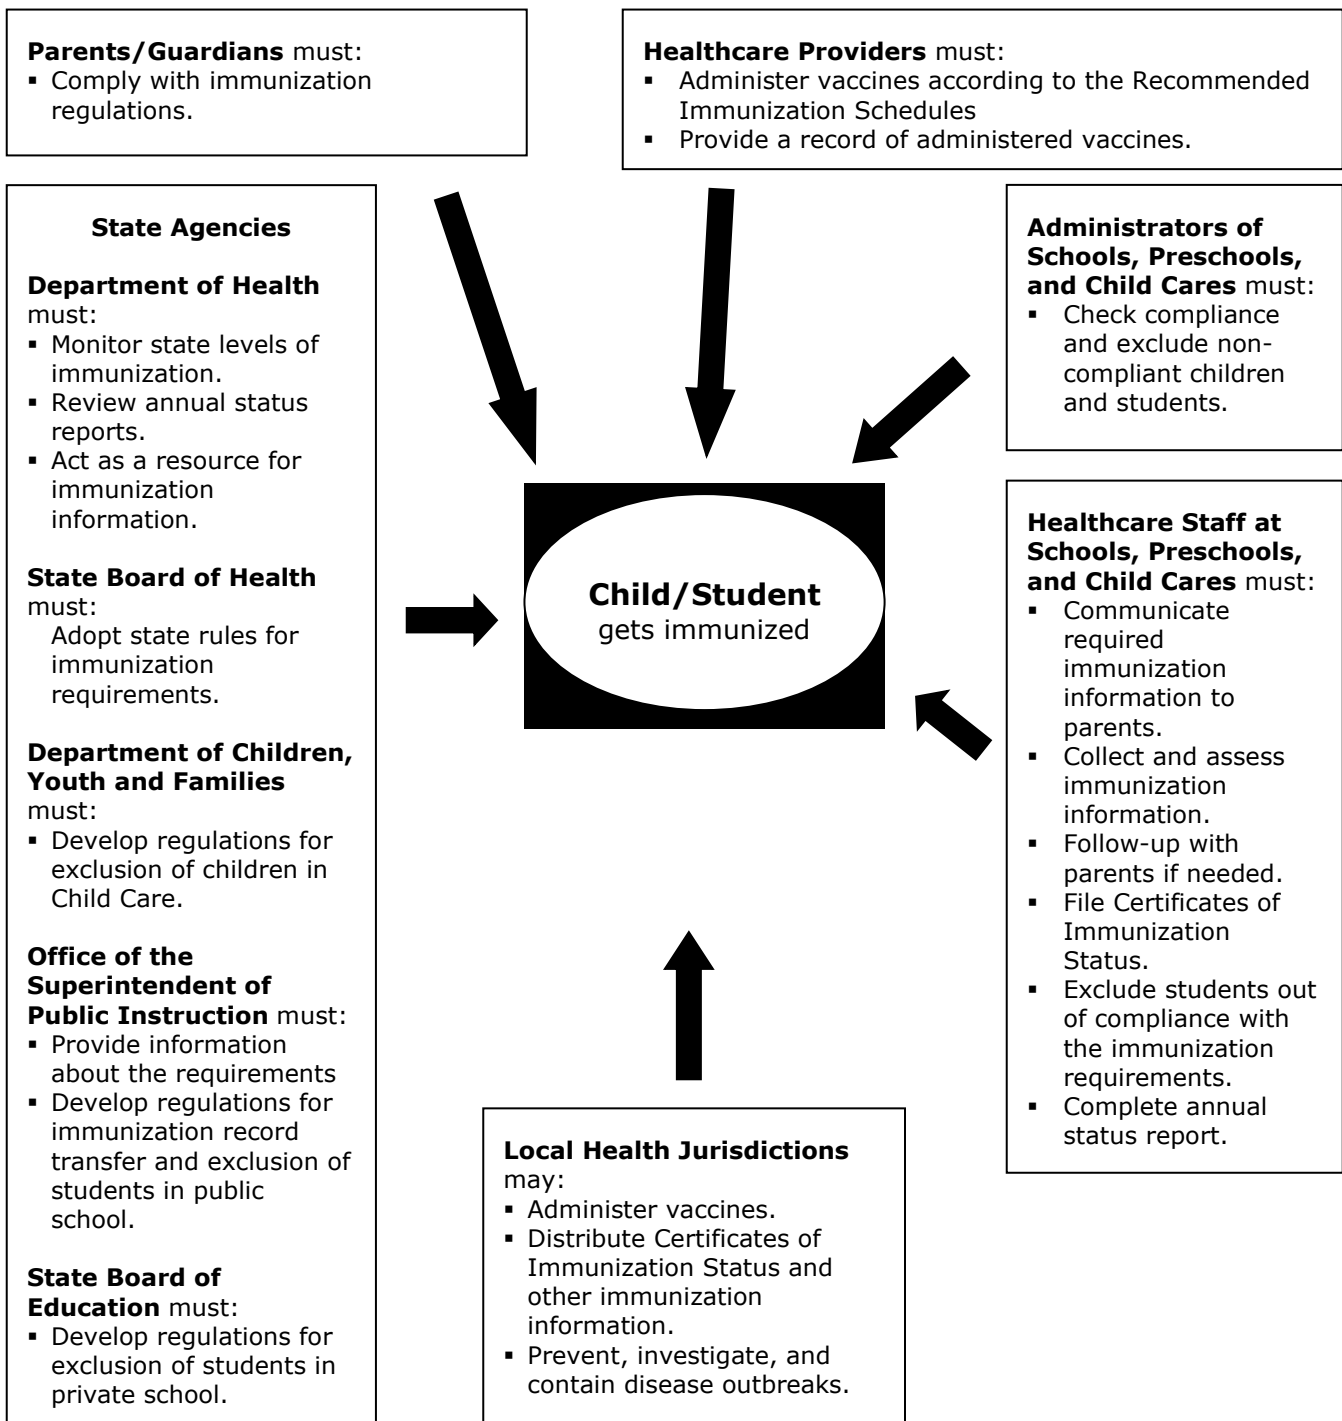 Parents/Guardians must:
▪ Comply with immunization
regulations.
Healthcare Providers must:
▪ Administer vaccines according to the Recommended
Immunization Schedules
▪ Provide a record of administered vaccines.
State Agencies
Department of Health
must:
▪ Monitor state levels of
immunization.
▪ Review annual status
reports.
▪ Act as a resource for
immunization
information.
State Board of Health
must:
Adopt state rules for
immunization
requirements.
Department of Children,
Youth and Families
must:
▪ Develop regulations for
exclusion of children in
Child Care.
Office of the
Superintendent of
Public Instruction must:
▪ Provide information
about the requirements
▪ Develop regulations for
immunization record
transfer and exclusion of
students in public
school.
State Board of
Education must:
▪ Develop regulations for
exclusion of students in
private school.
Child/Student
gets immunized
Administrators of
Schools, Preschools,
and Child Cares must:
▪ Check compliance
and exclude non-
compliant children
and students.
Healthcare Staff at
Schools, Preschools,
and Child Cares must:
▪ Communicate
required
immunization
information to
parents.
▪ Collect and assess
immunization
information.
▪ Follow-up with
parents if needed.
▪ File Certificates of
Immunization
Status.
▪ Exclude students out
of compliance with
the immunization
requirements.
▪ Complete annual
status report.
Local Health Jurisdictions
may:
▪ Administer vaccines.
▪ Distribute Certificates of
Immunization Status and
other immunization
information.
▪ Prevent, investigate, and
contain disease outbreaks.